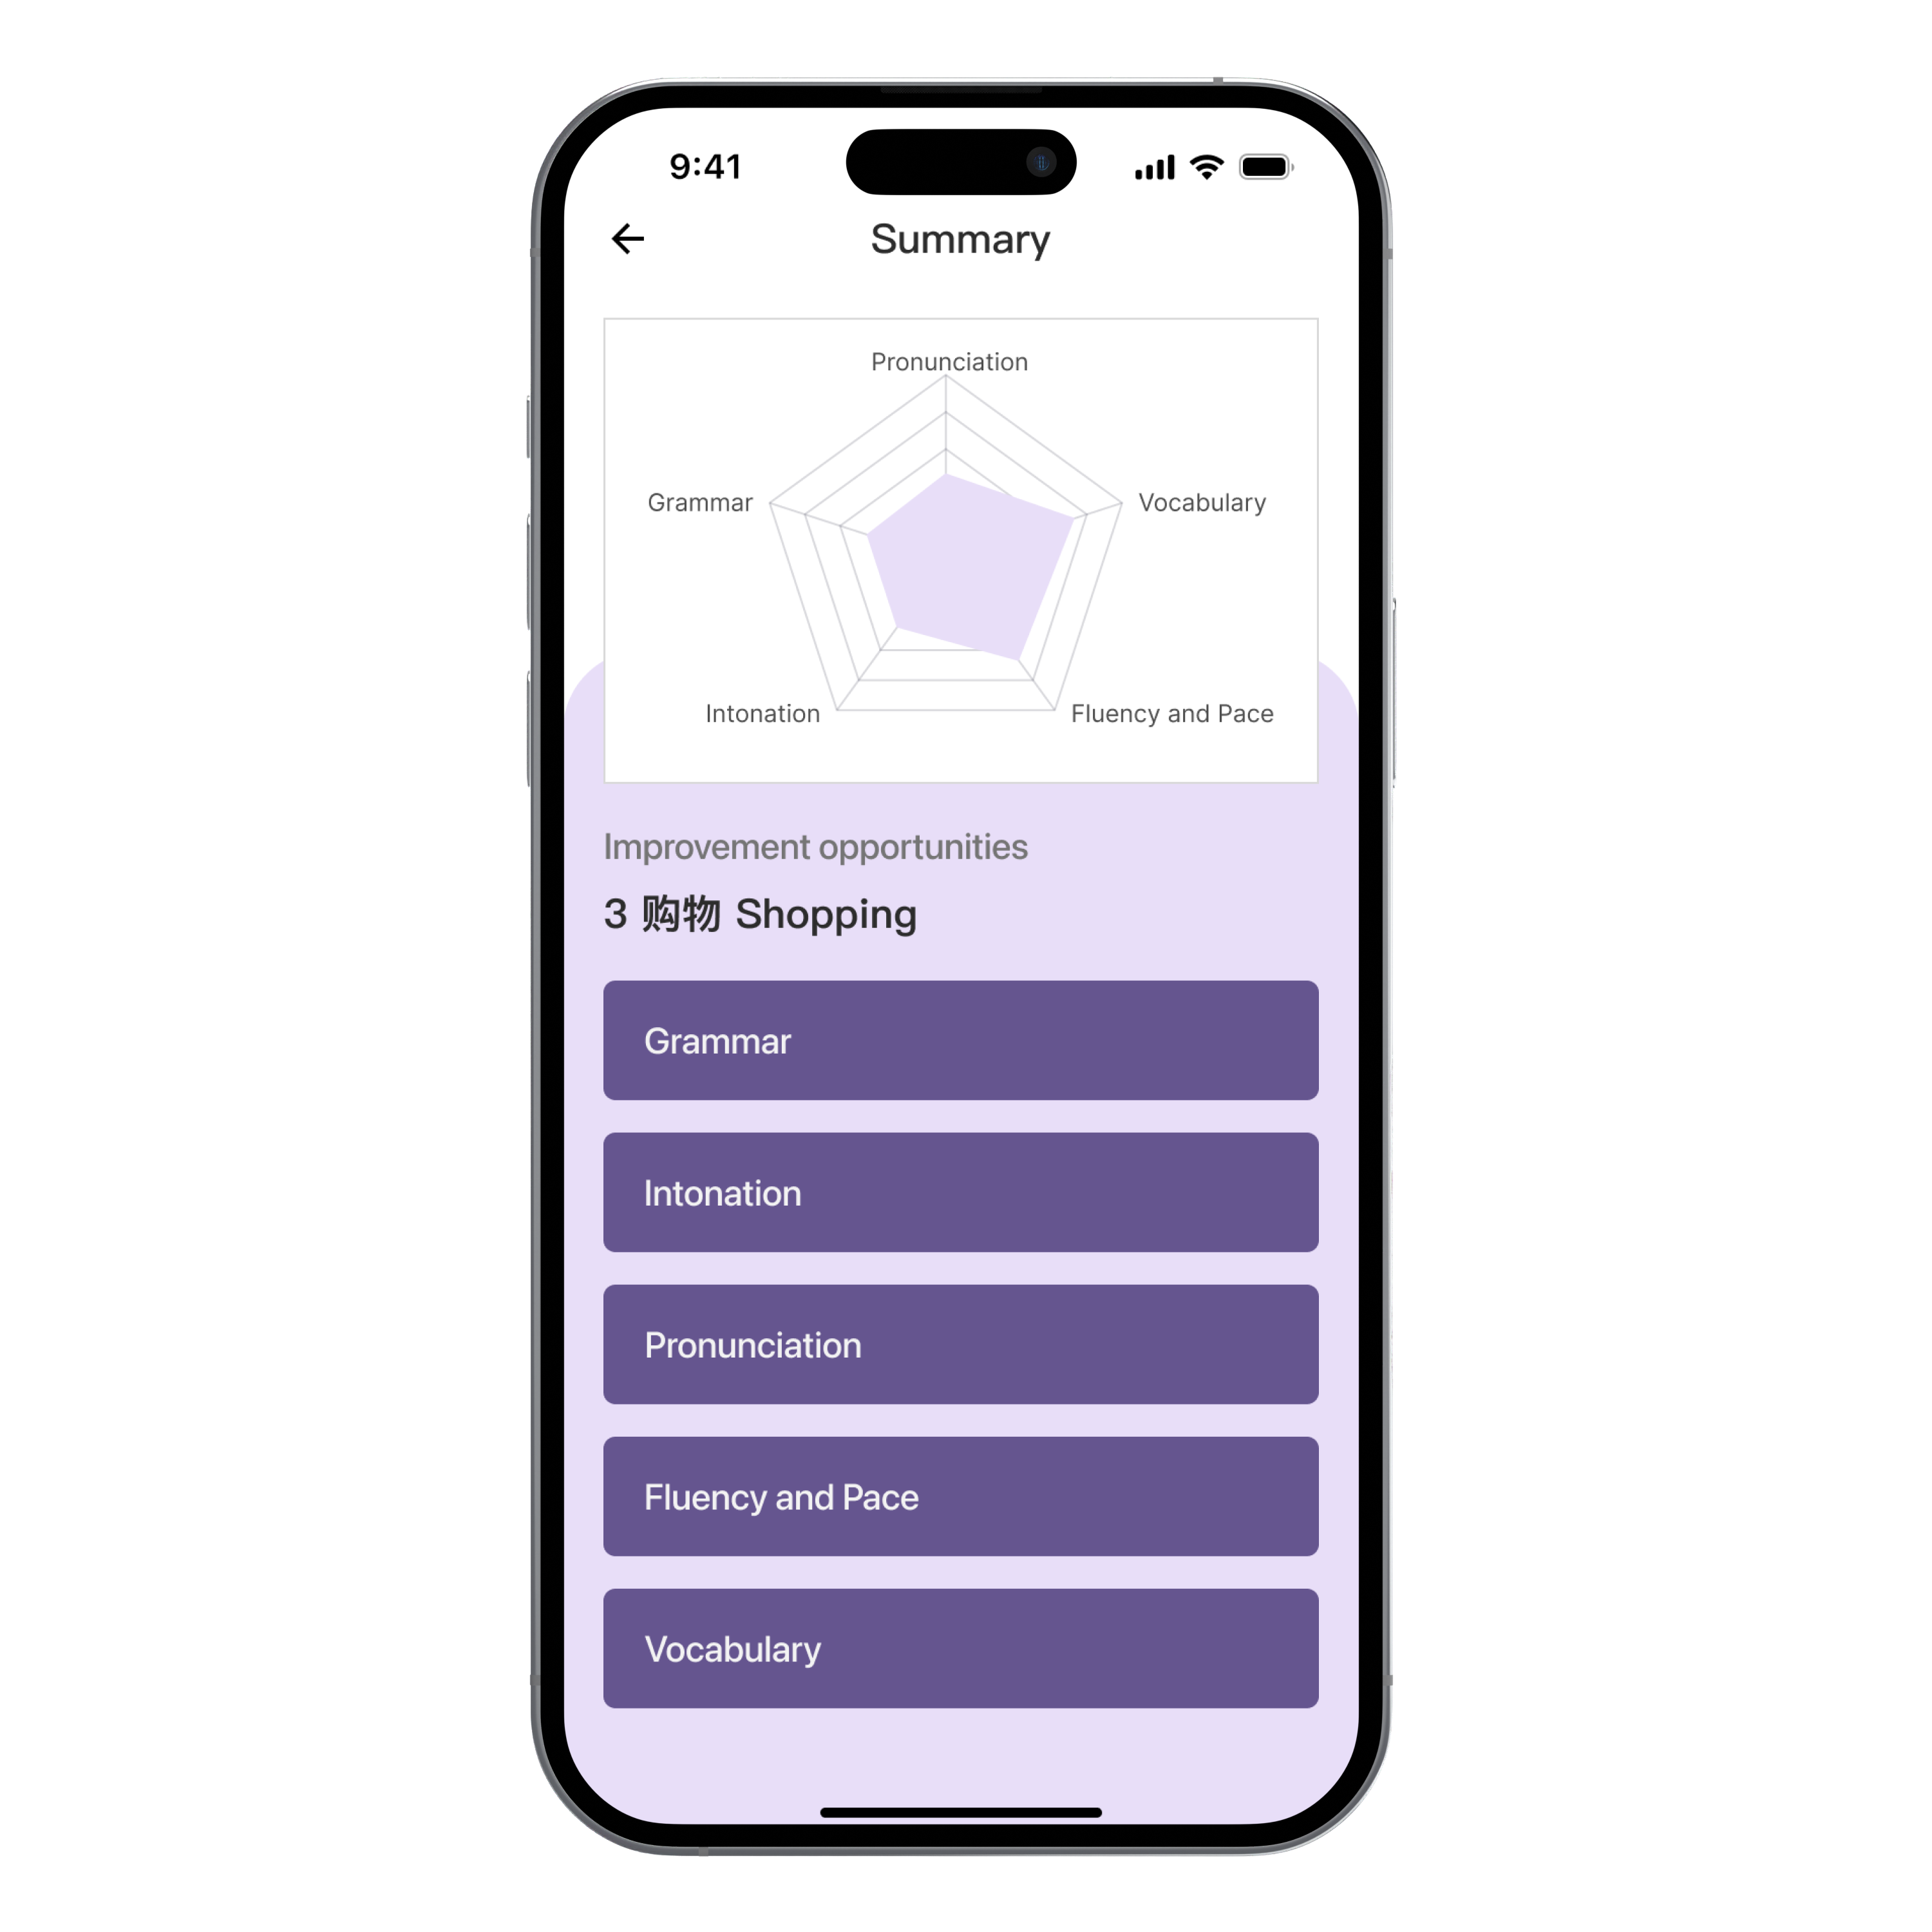 9:41
Summary
Pronunciation
Grammar
Vocabulary
Intonation
Fluency and Pace
Improvement opportunities
3 购物 Shopping
Grammar
Intonation
Pronunciation
Fluency and Pace
Vocabulary